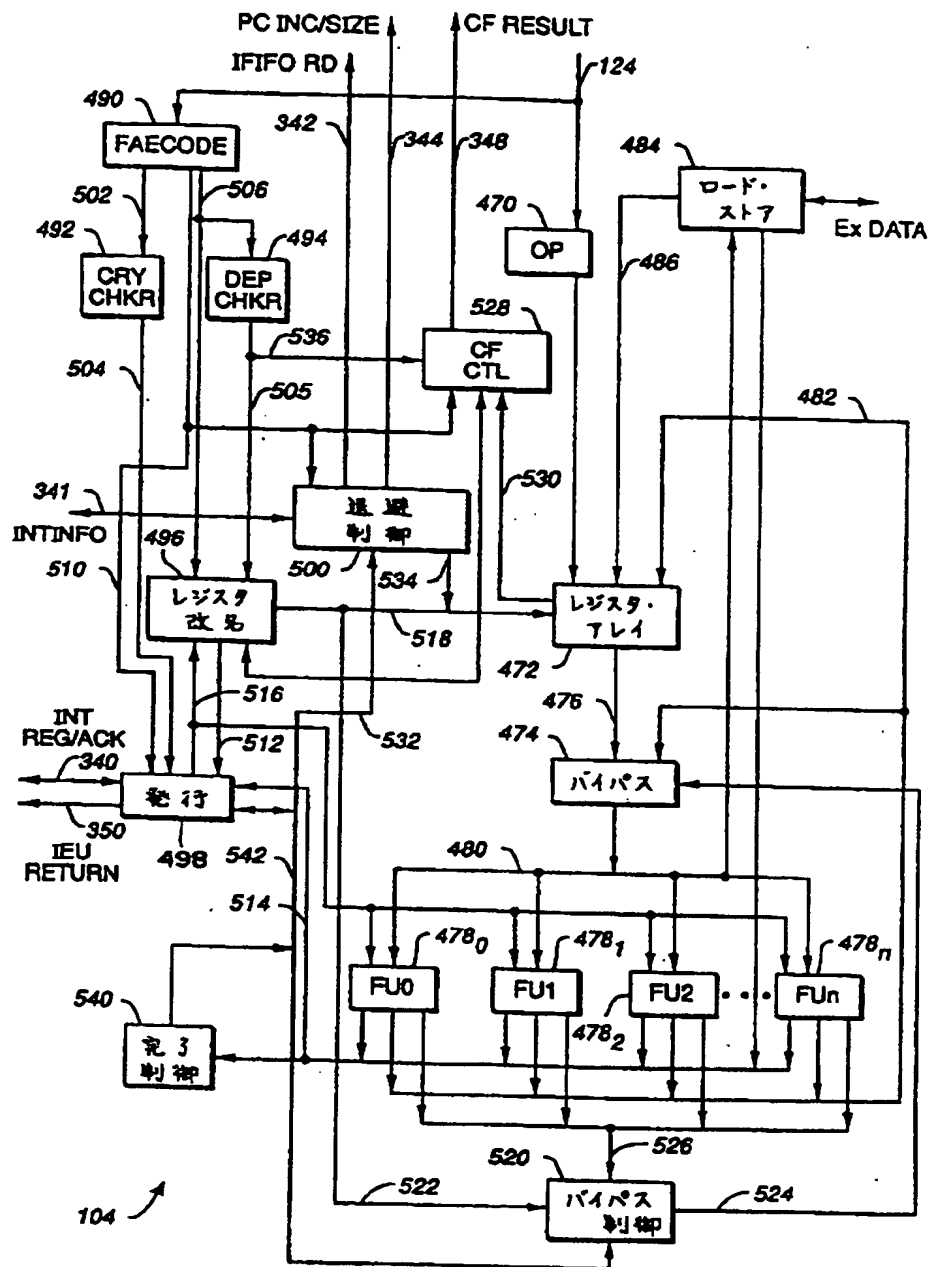 PC INC/SIZE
CF RESULT
IFIFO RD
124
490
342
344
348
484
FAECODE
ロード・
ストア
502
506
470
492
494
OP
Ex DATA
CRY
CHKR
DEP
CHKR
486
528
536
CF
CTL
504
505
482
341
530
INTINFO
退避
制御
496
500
534
510
レジスタ
改名
レジスタ・
アレイ
518
472
516
476
INT
REG/ACK
512
532
474
340
発行
バイパス
350
498
IEU
RETURN
542
480
514
478₀
478₁
478ₙ
FU0
FU1
FU2
FUn
540
478₂
完了
制御
526
520
522
バイパス
制御
524
104